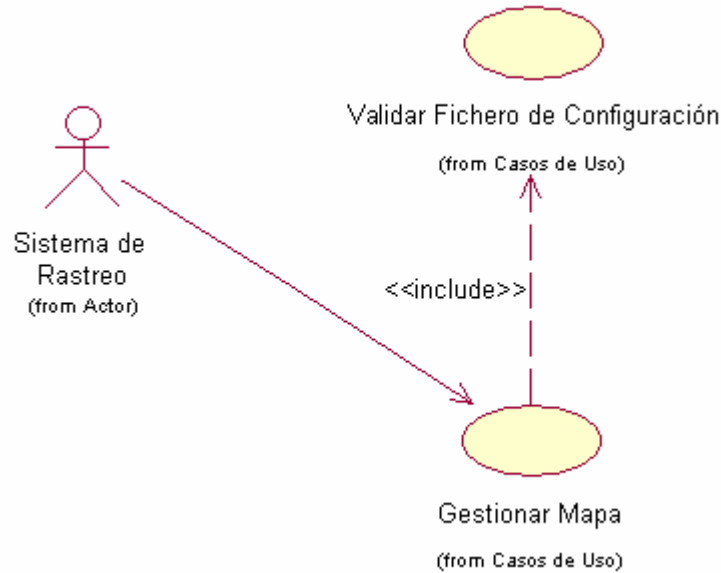 Validar Fichero de Configuración
(from Casos de Uso)
Sistema de
Rastreo
(from Actor)
<<include>>
Gestionar Mapa
(from Casos de Uso)